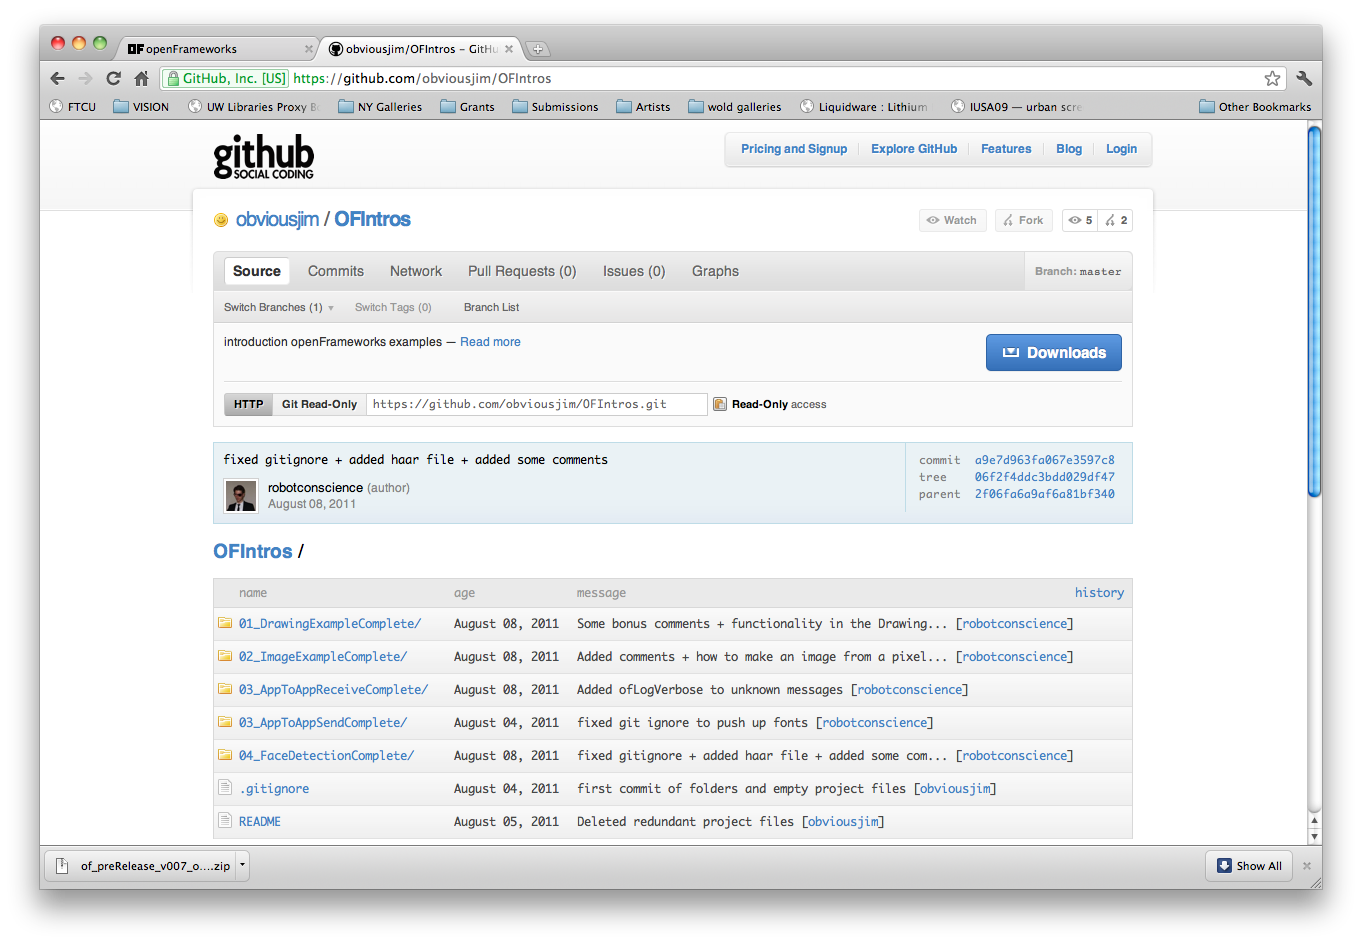 openFrameworks
obviousjim/OFIntros – GitHu
GitHub, Inc. [US] https://github.com/obviousjim/OFIntros
FTCU VISION UW Libraries Proxy B NY Galleries Grants Submissions Artists wold galleries Liquidware : Lithium IUSA09 — urban scre Other Bookmarks
github
SOCIAL CODING
Pricing and Signup Explore GitHub Features Blog Login
obviousjim / OFIntros
Watch Fork 5 2
Source Commits Network Pull Requests (0) Issues (0) Graphs Branch: master
Switch Branches (1) Switch Tags (0) Branch List
introduction openFrameworks examples — Read more
Downloads
HTTP Git Read-Only https://github.com/obviousjim/OFIntros.git Read-Only access
fixed gitignore + added haar file + added some comments
robotconscience (author)
August 08, 2011
commit a9e7d963fa067e3597c8
tree 06f2f4ddc3bdd029df47
parent 2f06fa6a9af6a81bf340
OFIntros /
name age message history
01_DrawingExampleComplete/ August 08, 2011 Some bonus comments + functionality in the Drawing... [robotconscience]
02_ImageExampleComplete/ August 08, 2011 Added comments + how to make an image from a pixel... [robotconscience]
03_AppToAppReceiveComplete/ August 08, 2011 Added ofLogVerbose to unknown messages [robotconscience]
03_AppToAppSendComplete/ August 04, 2011 fixed git ignore to push up fonts [robotconscience]
04_FaceDetectionComplete/ August 08, 2011 fixed gitignore + added haar file + added some com... [robotconscience]
.gitignore August 04, 2011 first commit of folders and empty project files [obviousjim]
README August 05, 2011 Deleted redundant project files [obviousjim]
of_preRelease_v007_o....zip
Show All